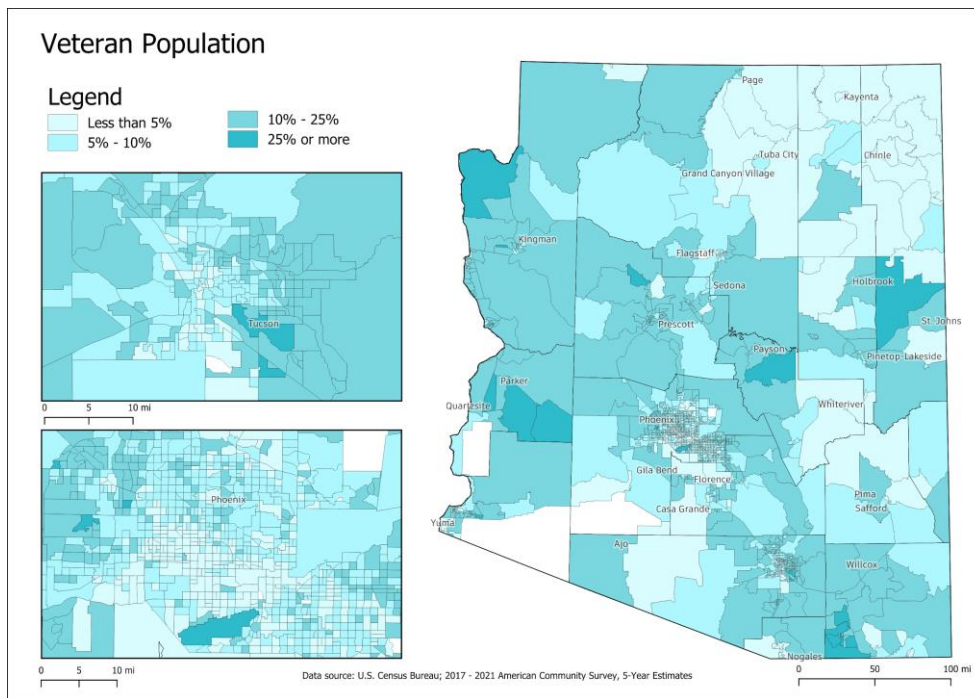 Veteran Population
Legend
Less than 5%
5% - 10%
10% - 25%
25% or more
Tucson
0 5 10 mi
Phoenix
0 5 10 mi
Page
Kayenta
Tuba City
Chinle
Grand Canyon Village
Kingman
Flagstaff
Sedona
Holbrook
St. Johns
Prescott
Payson
Pinetop-Lakeside
Parker
Quartzsite
Whiteriver
Phoenix
Gila Bend
Florence
Pima
Safford
Casa Grande
Yuma
Ajo
Willcox
Nogales
0 50 100 mi
Data source: U.S. Census Bureau; 2017 - 2021 American Community Survey, 5-Year Estimates